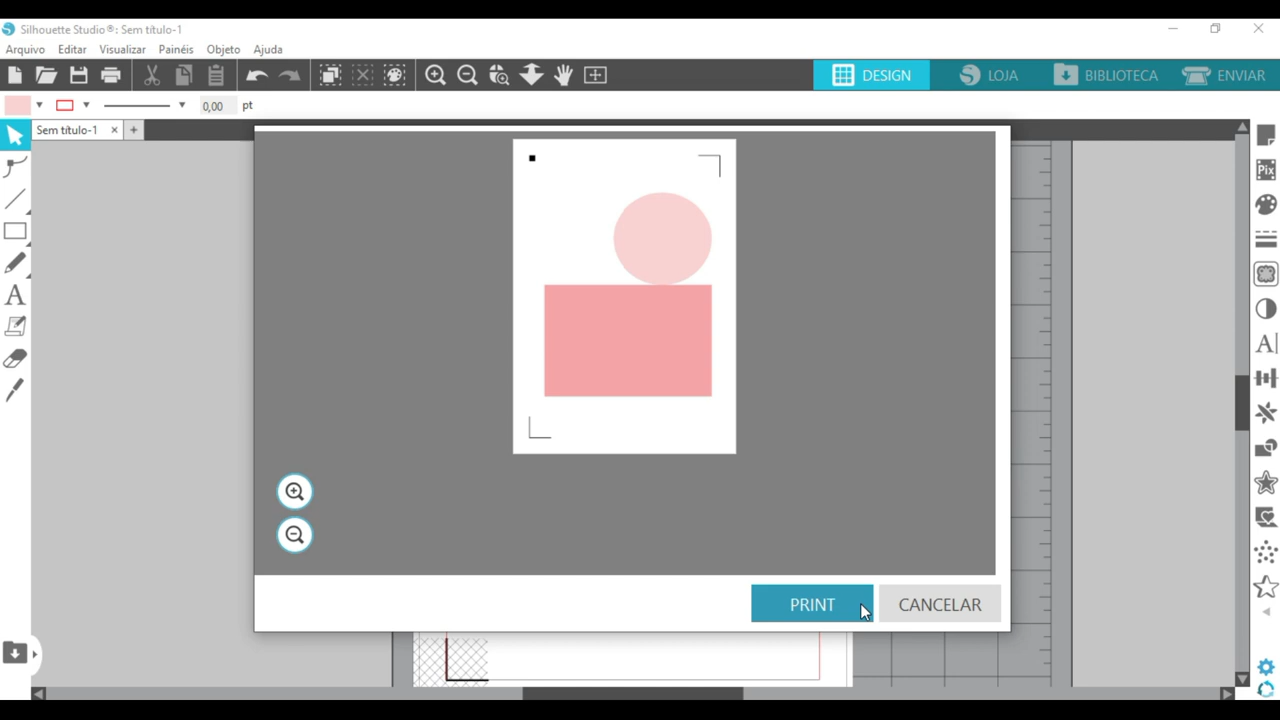 Silhouette Studio®: Sem título-1
Arquivo Editar Visualizar Painéis Objeto Ajuda
DESIGN LOJA BIBLIOTECA ENVIAR
0,00 pt
Sem título-1 × +
Pix
A
A
PRINT CANCELAR